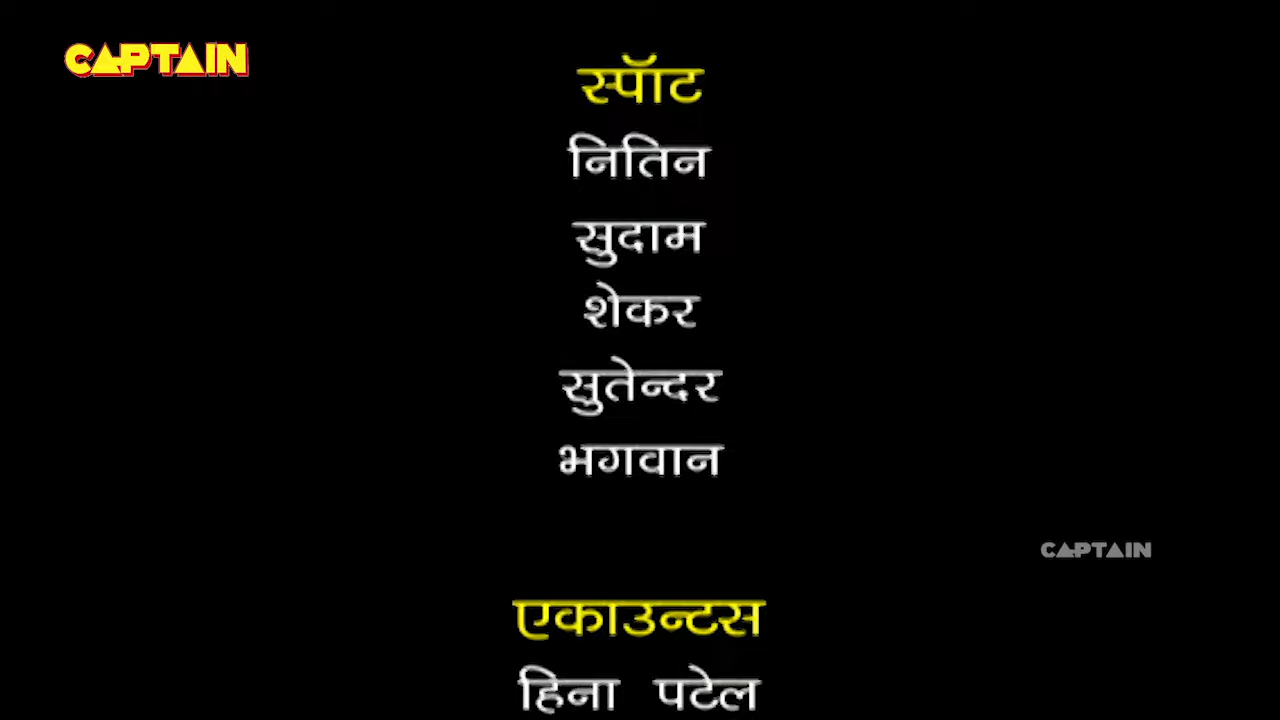 CAPTAIN
स्पॉट
नितिन
सुदाम
शेकर
सुतेन्दर
भगवान
CAPTAIN
एकाउन्टस
हिना पटेल